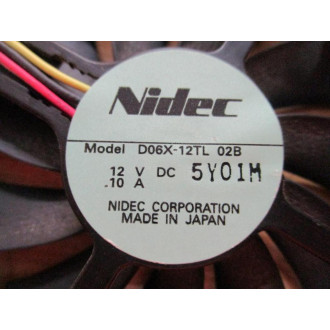 Nidec
Model D06X-12TL 02B
12 V DC 5Y01M
.10 A
NIDEC CORPORATION
MADE IN JAPAN